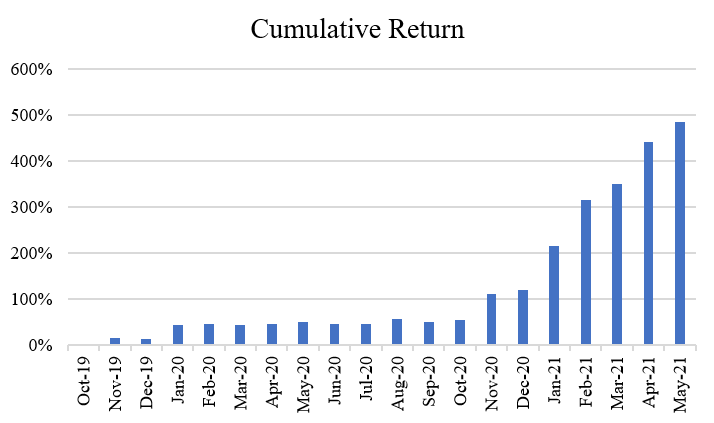 Cumulative Return
600%
500%
400%
300%
200%
100%
0%
Oct-19
Nov-19
Dec-19
Jan-20
Feb-20
Mar-20
Apr-20
May-20
Jun-20
Jul-20
Aug-20
Sep-20
Oct-20
Nov-20
Dec-20
Jan-21
Feb-21
Mar-21
Apr-21
May-21